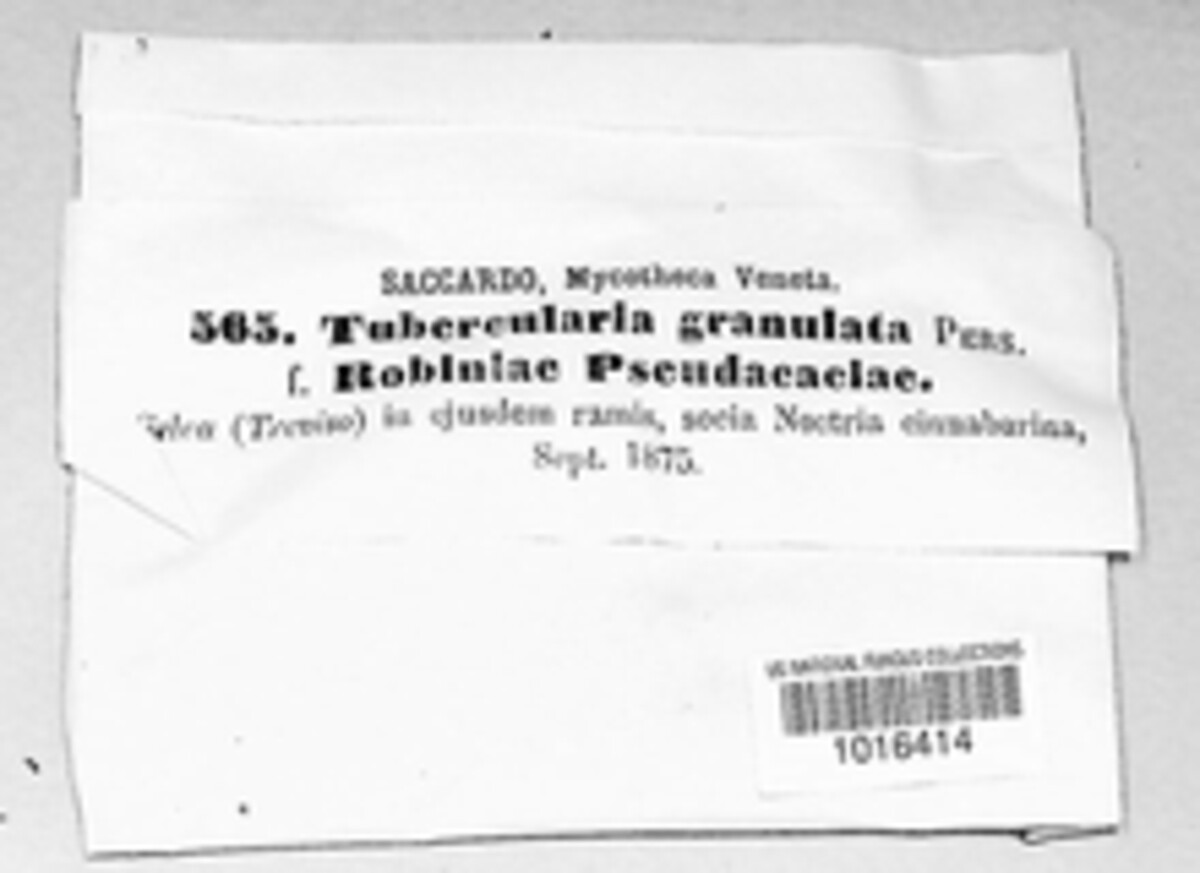 SACCARDO, Mycotheca Veneta.
565. Tubercularia granulata Pers.
f. Robiniae Pseudacaciae.
Selva (Treviso) in ejusdem ramis, socia Nectria cinnabarina,
Sept. 1875.
US NATIONAL FUNGUS COLLECTIONS
1016414